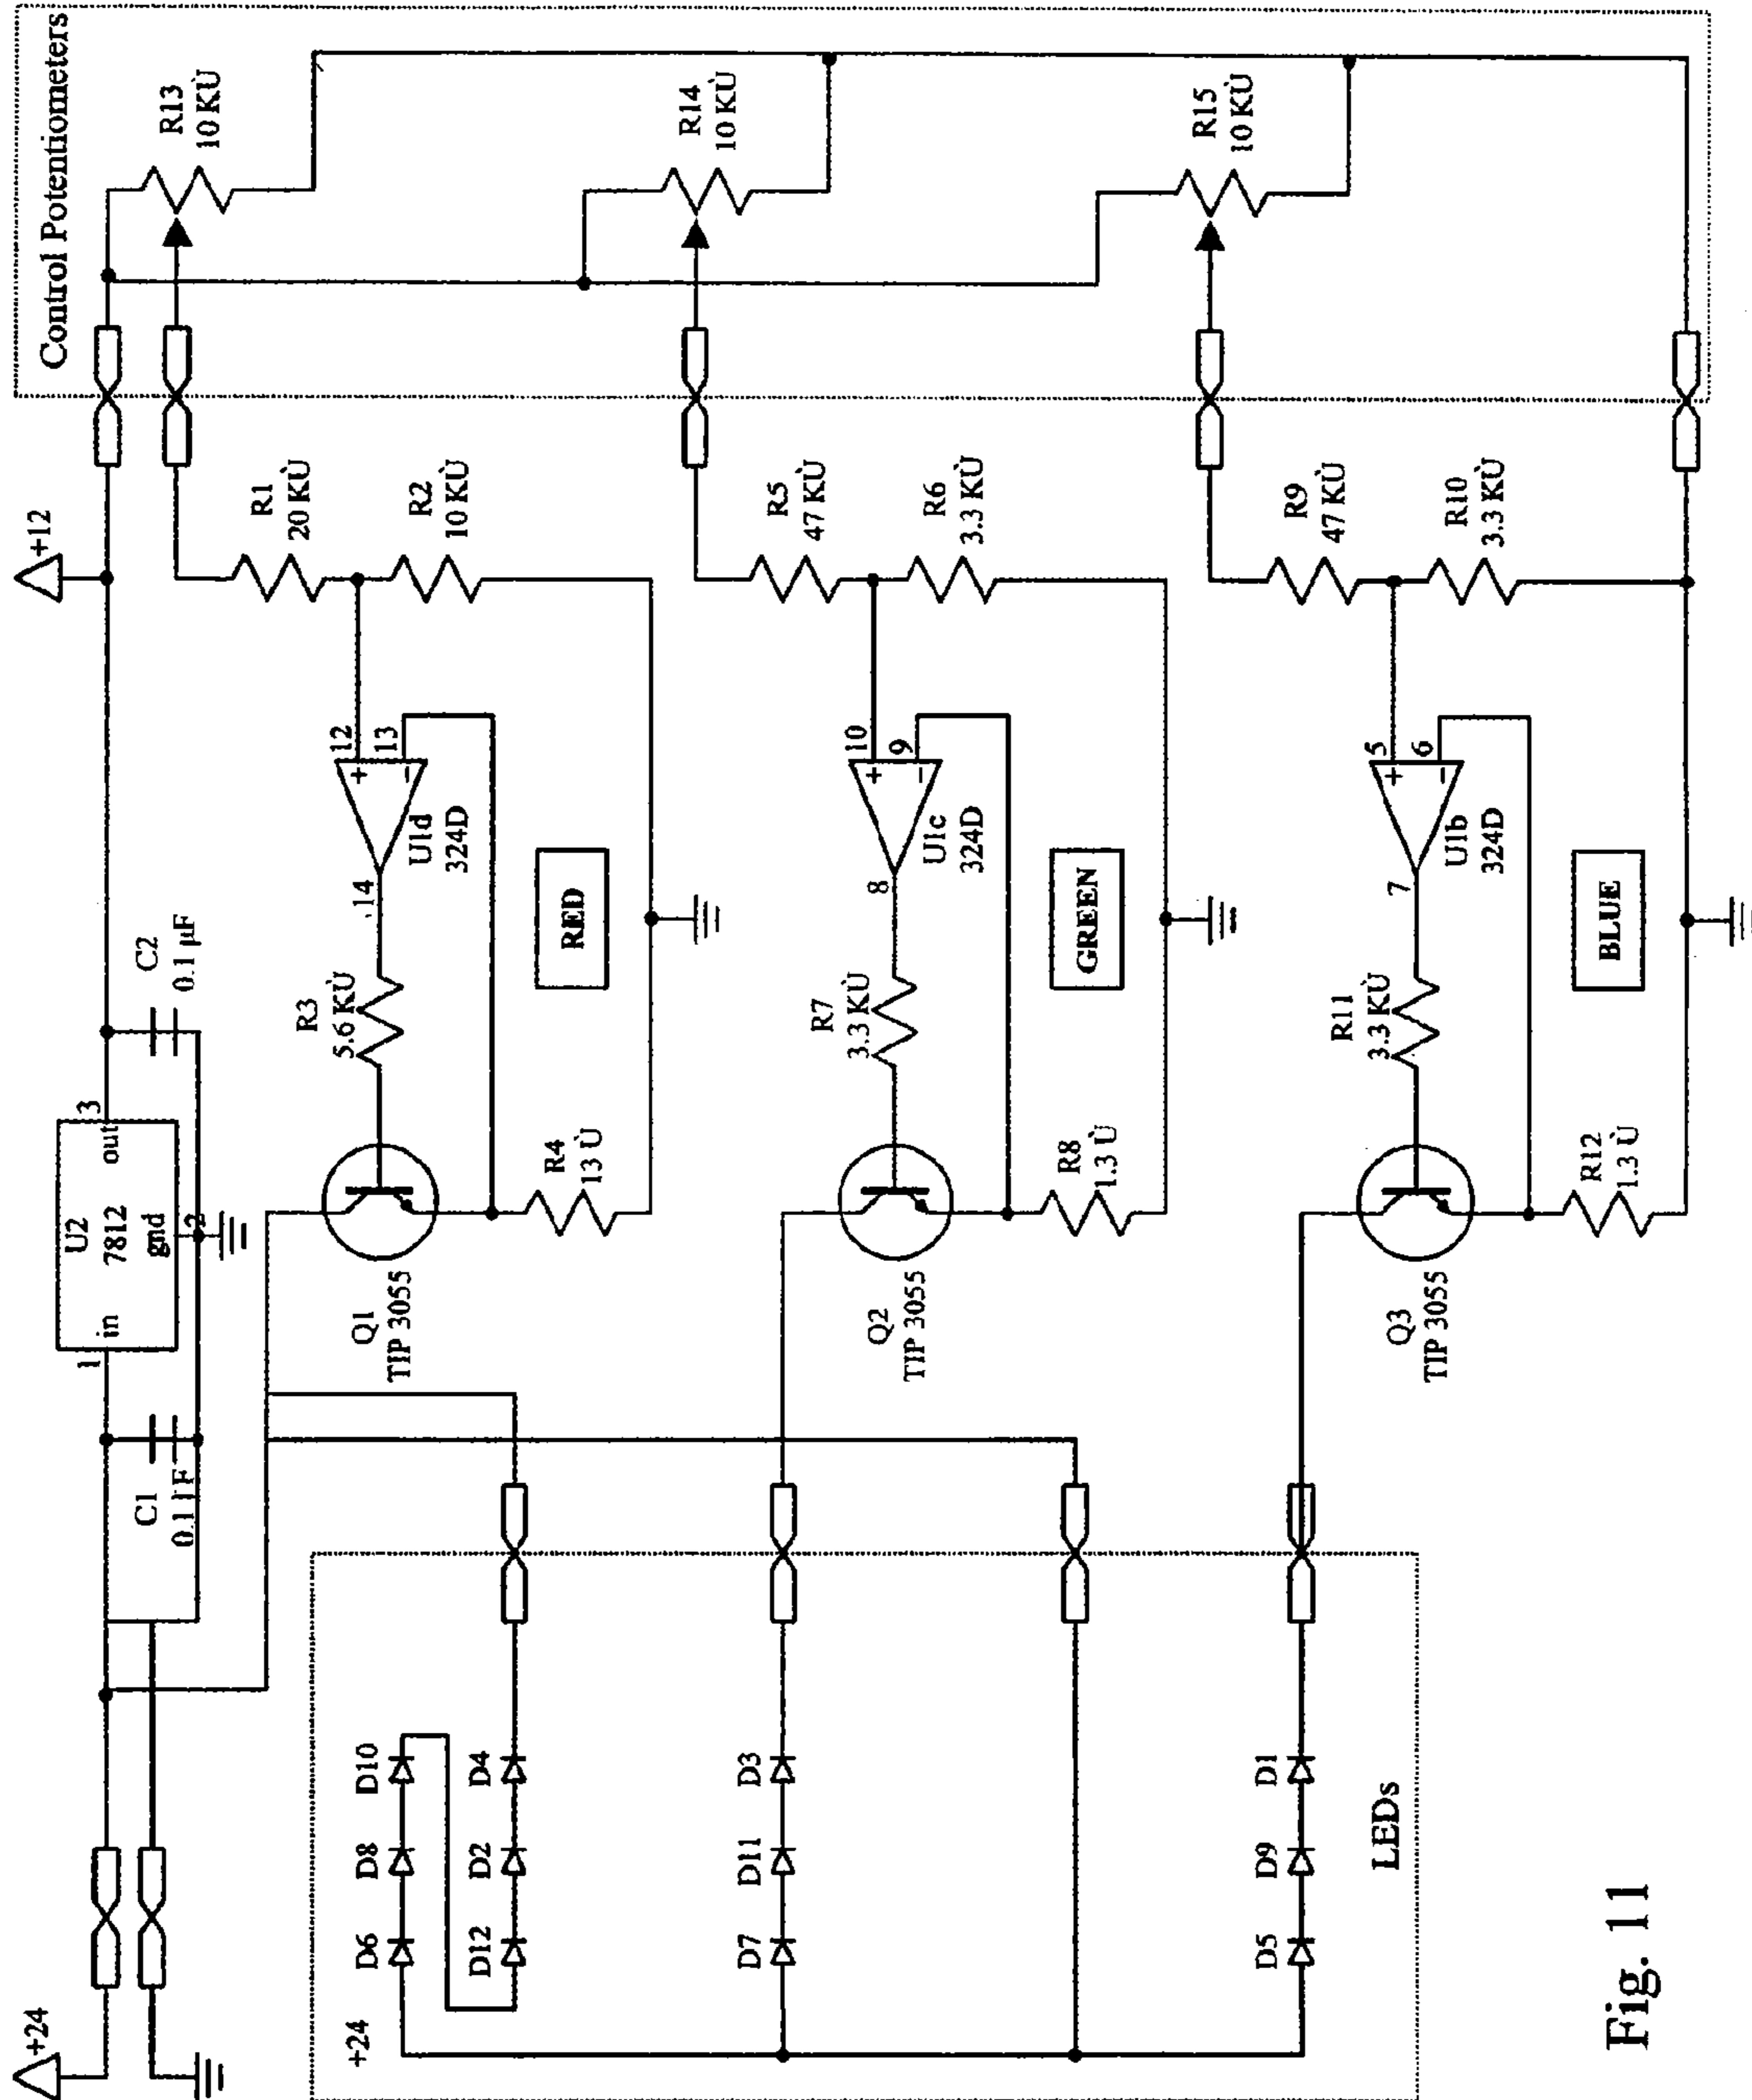 +24
+12
Control Potentiometers
U2
7812
in
out
gnd
1
3
2
C1
0.1 F
C2
0.1 µF
R13
10 KÙ
R14
10 KÙ
R15
10 KÙ
R1
20 KÙ
R2
10 KÙ
12
13
+
−
U1d
324D
14
R3
5.6 KÙ
Q1
TIP 3055
R4
13 Ù
RED
R5
47 KÙ
R6
3.3 KÙ
10
9
+
−
U1c
324D
8
R7
3.3 KÙ
Q2
TIP 3055
R8
1.3 Ù
GREEN
R9
47 KÙ
R10
3.3 KÙ
5
6
+
−
U1b
324D
7
R11
3.3 KÙ
Q3
TIP 3055
R12
1.3 Ù
BLUE
+24
D6
D8
D10
D12
D2
D4
D7
D11
D3
D5
D9
D1
LEDs
Fig. 11